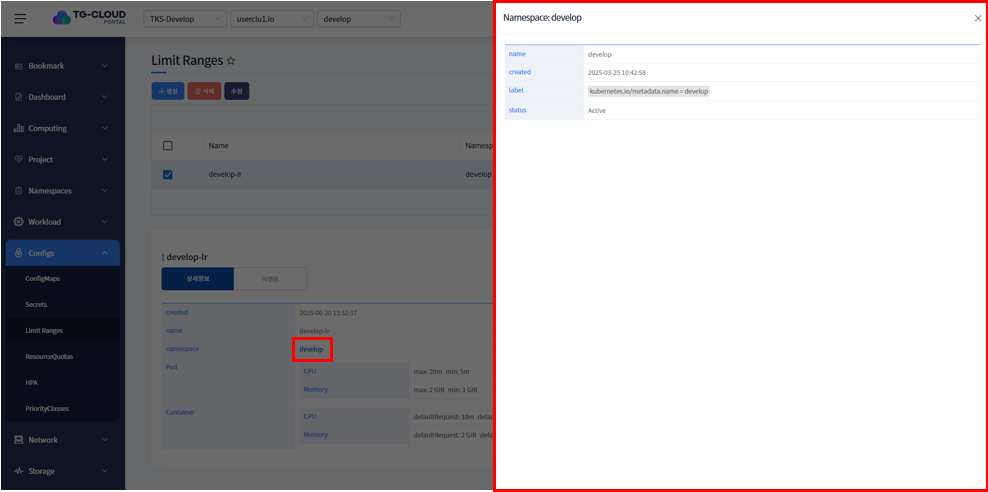 TG-CLOUD
PORTAL
TKS-Develop
userclu1.io
develop
Bookmark
Dashboard
Computing
Project
Namespaces
Workload
Configs
ConfigMaps
Secrets
Limit Ranges
ResourceQuotas
HPA
PriorityClasses
Network
Storage
Limit Ranges
+ 생성
삭제
수정
Name
Namesp
develop-lr
develop
develop-lr
상세정보
이벤트
created
2025-06-20 13:52:37
name
develop-lr
namespace
develop
Pod
CPU
max: 20m min: 5m
Memory
max: 2 GiB min: 1 GiB
Container
CPU
defaultRequest: 10m defa
Memory
defaultRequest: 2 GiB defa
Namespace: develop
name
develop
created
2025-03-25 10:42:58
label
kubernetes.io/metadata.name = develop
status
Active